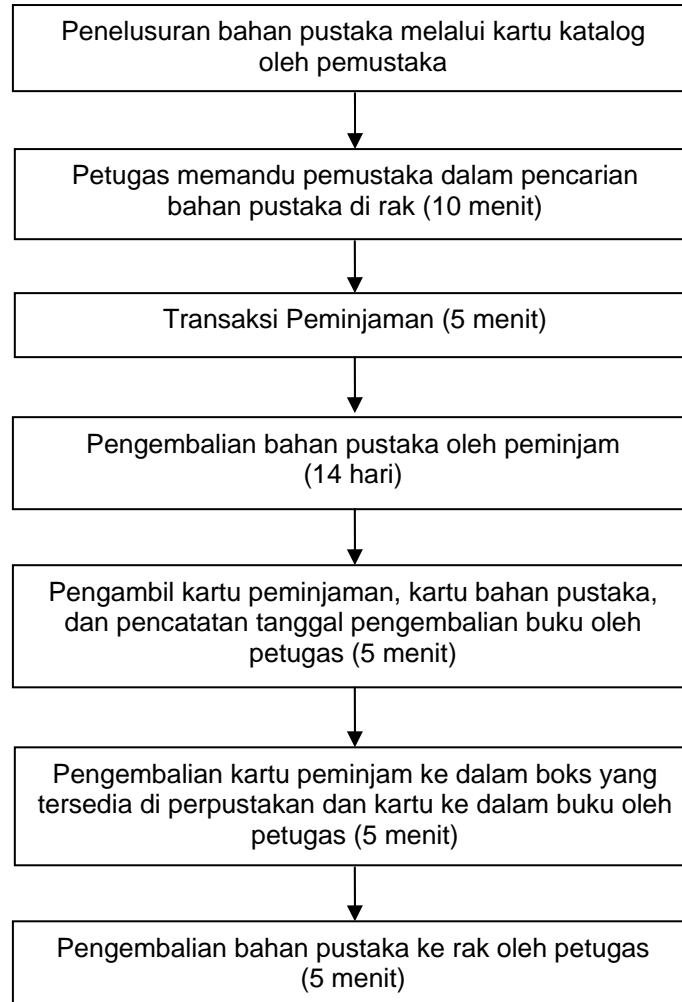 Penelusuran bahan pustaka melalui kartu katalog
oleh pemustaka
Petugas memandu pemustaka dalam pencarian
bahan pustaka di rak (10 menit)
Transaksi Peminjaman (5 menit)
Pengembalian bahan pustaka oleh peminjam
(14 hari)
Pengambil kartu peminjaman, kartu bahan pustaka,
dan pencatatan tanggal pengembalian buku oleh
petugas (5 menit)
Pengembalian kartu peminjam ke dalam boks yang
tersedia di perpustakan dan kartu ke dalam buku oleh
petugas (5 menit)
Pengembalian bahan pustaka ke rak oleh petugas
(5 menit)